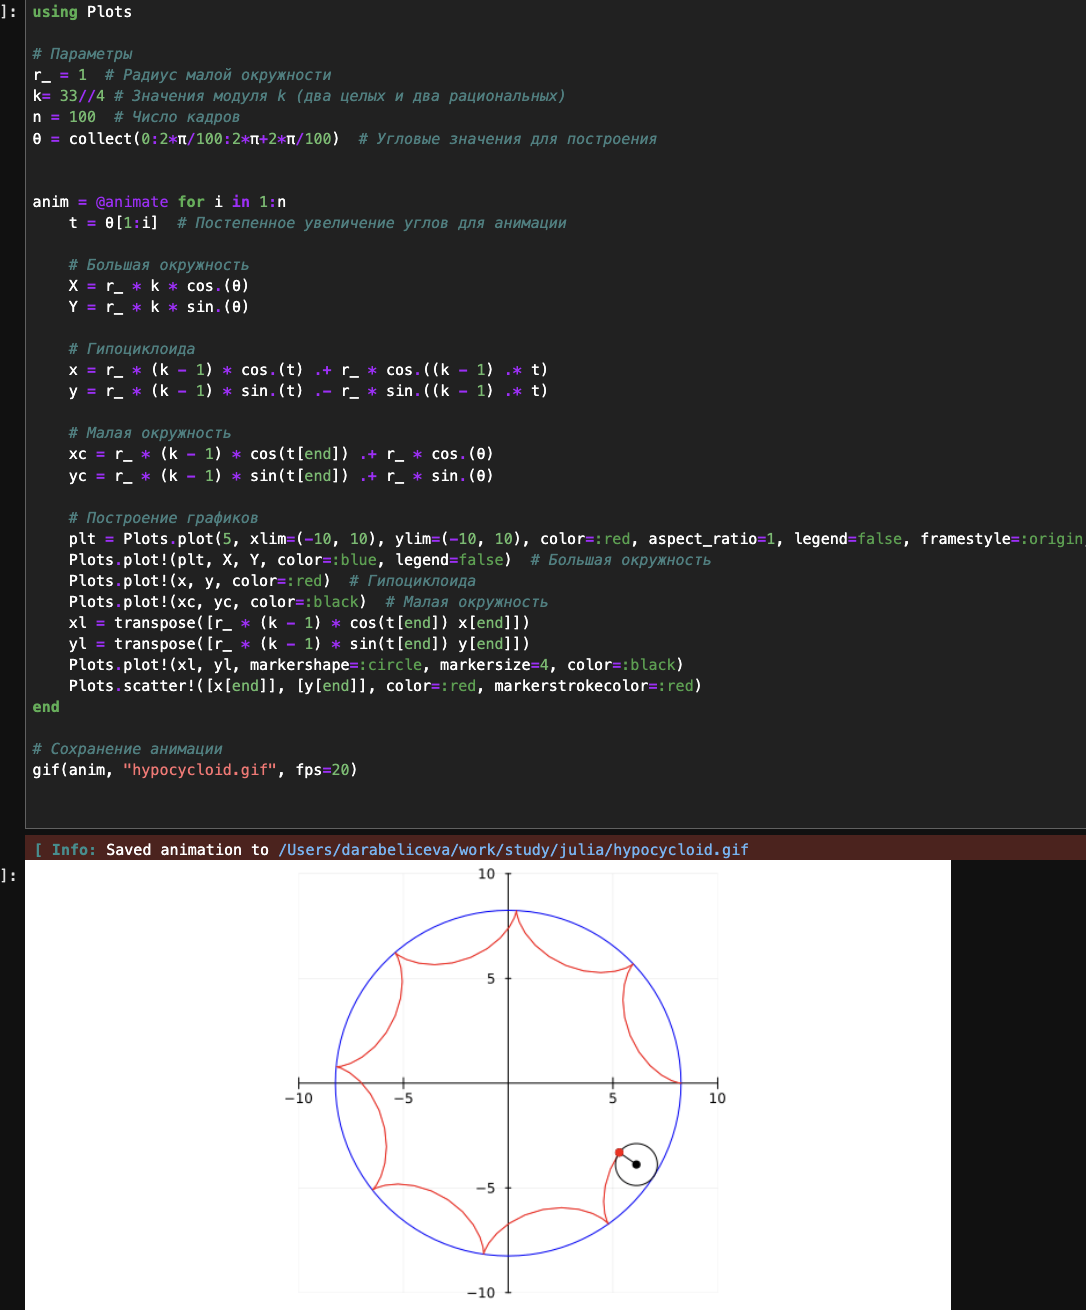 ]:
using Plots
# Параметры
r_ = 1  # Радиус малой окружности
k= 33//4 # Значения модуля k (два целых и два рациональных)
n = 100  # Число кадров
θ = collect(0:2*π/100:2*π+2*π/100)  # Угловые значения для построения
anim = @animate for i in 1:n
    t = θ[1:i]  # Постепенное увеличение углов для анимации
    # Большая окружность
    X = r_ * k * cos.(θ)
    Y = r_ * k * sin.(θ)
    # Гипоциклоида
    x = r_ * (k - 1) * cos.(t) .+ r_ * cos.((k - 1) .* t)
    y = r_ * (k - 1) * sin.(t) .- r_ * sin.((k - 1) .* t)
    # Малая окружность
    xc = r_ * (k - 1) * cos(t[end]) .+ r_ * cos.(θ)
    yc = r_ * (k - 1) * sin(t[end]) .+ r_ * sin.(θ)
    # Построение графиков
    plt = Plots.plot(5, xlim=(-10, 10), ylim=(-10, 10), color=:red, aspect_ratio=1, legend=false, framestyle=:origin
    Plots.plot!(plt, X, Y, color=:blue, legend=false)  # Большая окружность
    Plots.plot!(x, y, color=:red)  # Гипоциклоида
    Plots.plot!(xc, yc, color=:black)  # Малая окружность
    xl = transpose([r_ * (k - 1) * cos(t[end]) x[end]])
    yl = transpose([r_ * (k - 1) * sin(t[end]) y[end]])
    Plots.plot!(xl, yl, markershape=:circle, markersize=4, color=:black)
    Plots.scatter!([x[end]], [y[end]], color=:red, markerstrokecolor=:red)
end
# Сохранение анимации
gif(anim, "hypocycloid.gif", fps=20)
[ Info: Saved animation to /Users/darabeliceva/work/study/julia/hypocycloid.gif
]:
10
5
−10
−5
5
10
−5
−10